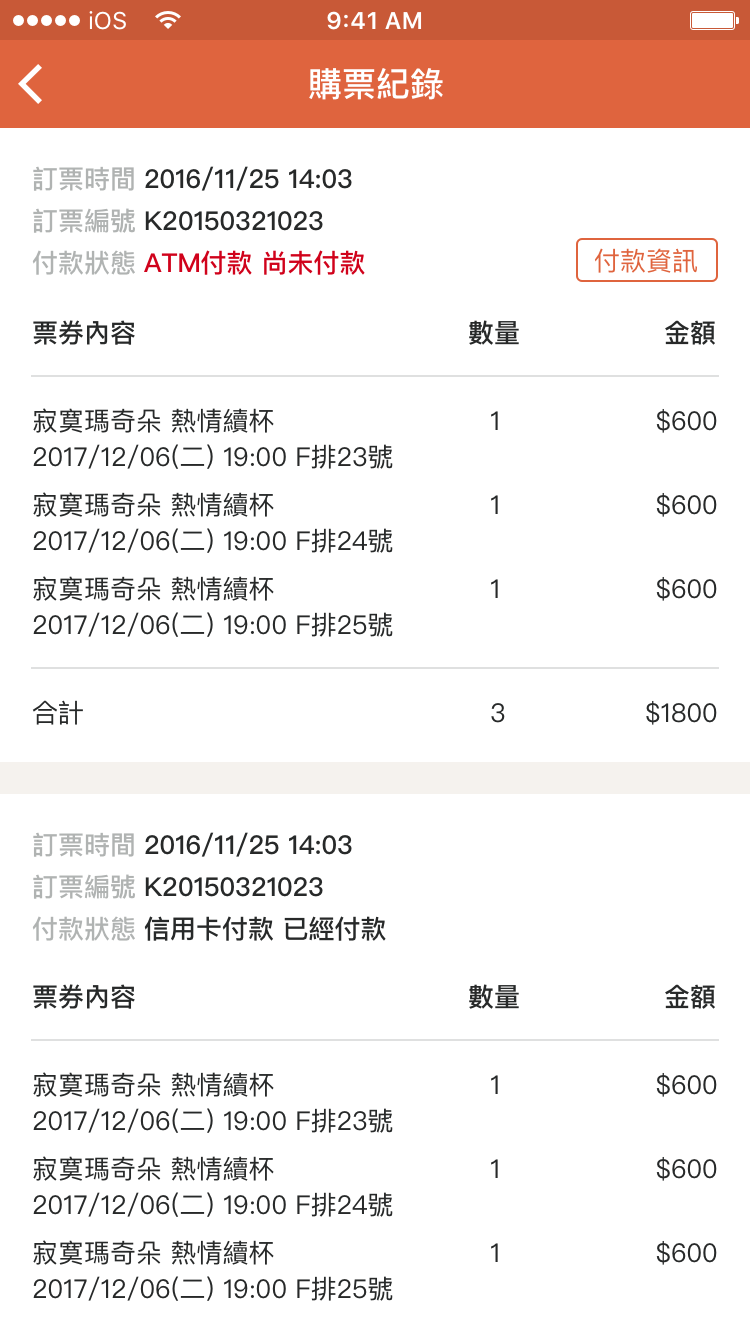 iOS 9:41 AM
購票紀錄
訂票時間 2016/11/25 14:03
訂票編號 K20150321023
付款狀態 ATM付款 尚未付款 付款資訊
票券內容 數量 金額
寂寞瑪奇朵 熱情續杯 1 $600
2017/12/06(二) 19:00 F排23號
寂寞瑪奇朵 熱情續杯 1 $600
2017/12/06(二) 19:00 F排24號
寂寞瑪奇朵 熱情續杯 1 $600
2017/12/06(二) 19:00 F排25號
合計 3 $1800
訂票時間 2016/11/25 14:03
訂票編號 K20150321023
付款狀態 信用卡付款 已經付款
票券內容 數量 金額
寂寞瑪奇朵 熱情續杯 1 $600
2017/12/06(二) 19:00 F排23號
寂寞瑪奇朵 熱情續杯 1 $600
2017/12/06(二) 19:00 F排24號
寂寞瑪奇朵 熱情續杯 1 $600
2017/12/06(二) 19:00 F排25號